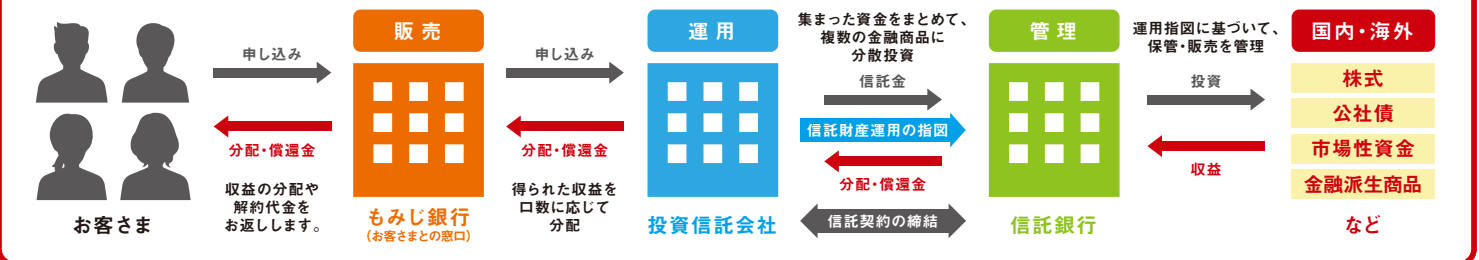 お客さま
申し込み
分配・償還金
収益の分配や
解約代金を
お返しします。
販売
もみじ銀行
(お客さまとの窓口)
申し込み
分配・償還金
得られた収益を
口数に応じて
分配
運用
投資信託会社
集まった資金をまとめて、
複数の金融商品に
分散投資
信託金
信託財産運用の指図
分配・償還金
信託契約の締結
管理
信託銀行
運用指図に基づいて、
保管・販売を管理
投資
収益
国内・海外
株式
公社債
市場性資金
金融派生商品
など